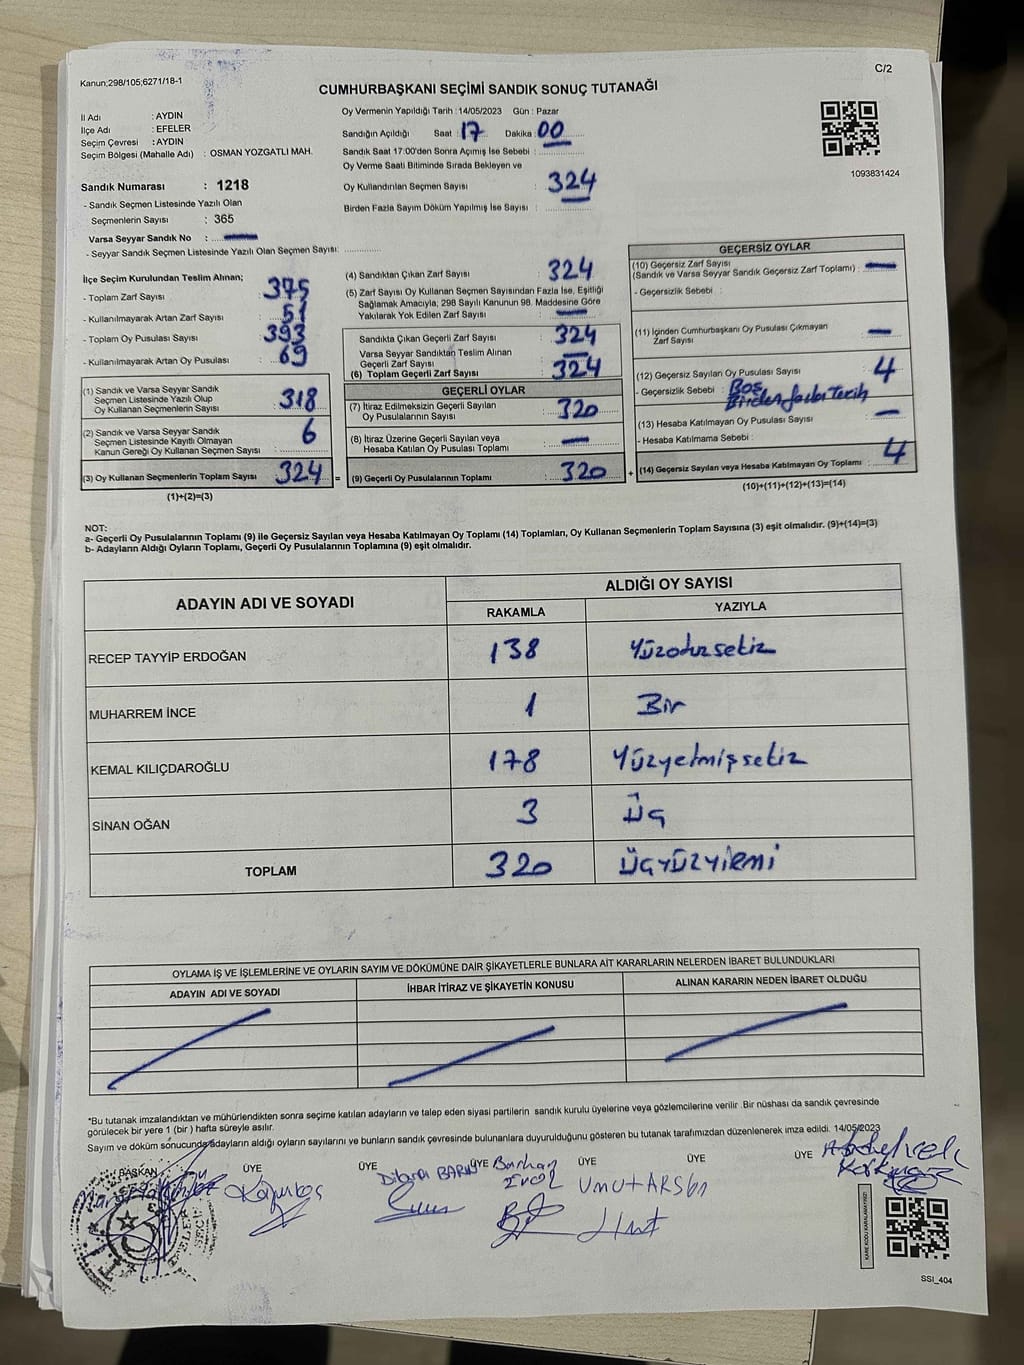 Kanun;298/105;6271/18-1
C/2
CUMHURBAŞKANI SEÇİMİ SANDIK SONUÇ TUTANAĞI
İl Adı : AYDIN
İlçe Adı : EFELER
Seçim Çevresi : AYDIN
Seçim Bölgesi (Mahalle Adı) : OSMAN YOZGATLI MAH.
Sandık Numarası : 1218
- Sandık Seçmen Listesinde Yazılı Olan
Seçmenlerin Sayısı : 365
Varsa Seyyar Sandık No :
- Seyyar Sandık Seçmen Listesinde Yazılı Olan Seçmen Sayısı:
Oy Vermenin Yapıldığı Tarih : 14/05/2023 Gün : Pazar
Sandığın Açıldığı Saat : 17 Dakika : 00
Sandık Saat 17:00'den Sonra Açımış İse Sebebi :
Oy Verme Saati Bitiminde Sırada Bekleyen ve
Oy Kullandırılan Seçmen Sayısı : 324
Birden Fazla Sayım Döküm Yapılmış İse Sayısı :
1093831424
İlçe Seçim Kurulundan Teslim Alınan;
- Toplam Zarf Sayısı : 375
- Kullanılmayarak Artan Zarf Sayısı : 51
- Toplam Oy Pusulası Sayısı : 393
- Kullanılmayarak Artan Oy Pusulası : 69
(1) Sandık ve Varsa Seyyar Sandık
Seçmen Listesinde Yazılı Olup
Oy Kullanan Seçmenlerin Sayısı : 318
(2) Sandık ve Varsa Seyyar Sandık
Seçmen Listesinde Kayıtlı Olmayan
Kanun Gereği Oy Kullanan Seçmen Sayısı : 6
(3) Oy Kullanan Seçmenlerin Toplam Sayısı : 324 =
(1)+(2)=(3)
(4) Sandıktan Çıkan Zarf Sayısı : 324
(5) Zarf Sayısı Oy Kullanan Seçmen Sayısından Fazla İse, Eşitliği
Sağlamak Amacıyla, 298 Sayılı Kanunun 98. Maddesine Göre
Yakılarak Yok Edilen Zarf Sayısı :
Sandıkta Çıkan Geçerli Zarf Sayısı : 324
Varsa Seyyar Sandıktan Teslim Alınan
Geçerli Zarf Sayısı :
(6) Toplam Geçerli Zarf Sayısı : 324
GEÇERLİ OYLAR
(7) İtiraz Edilmeksizin Geçerli Sayılan
Oy Pusulalarının Sayısı : 320
(8) İtiraz Üzerine Geçerli Sayılan veya
Hesaba Katılan Oy Pusulası Toplamı :
(9) Geçerli Oy Pusulalarının Toplamı : 320 +
GEÇERSİZ OYLAR
(10) Geçersiz Zarf Sayısı
(Sandık ve Varsa Seyyar Sandık Geçersiz Zarf Toplamı) :
- Geçersizlik Sebebi :
(11) İçinden Cumhurbaşkanı Oy Pusulası Çıkmayan
Zarf Sayısı :
(12) Geçersiz Sayılan Oy Pusulası Sayısı : 4
- Geçersizlik Sebebi : Boş
Birden fazla Tercih
(13) Hesaba Katılmayan Oy Pusulası Sayısı :
- Hesaba Katılmama Sebebi :
(14) Geçersiz Sayılan veya Hesaba Katılmayan Oy Toplamı : 4
(10)+(11)+(12)+(13)=(14)
NOT:
a- Geçerli Oy Pusulalarının Toplamı (9) ile Geçersiz Sayılan veya Hesaba Katılmayan Oy Toplamı (14) Toplamları, Oy Kullanan Seçmenlerin Toplam Sayısına (3) eşit olmalıdır. (9)+(14)=(3)
b- Adayların Aldığı Oyların Toplamı, Geçerli Oy Pusulalarının Toplamına (9) eşit olmalıdır.
ADAYIN ADI VE SOYADI
ALDIĞI OY SAYISI
RAKAMLA YAZIYLA
RECEP TAYYİP ERDOĞAN 138 Yüzotuzsekiz
MUHARREM İNCE 1 Bir
KEMAL KILIÇDAROĞLU 178 Yüzyetmişsekiz
SİNAN OĞAN 3 Üç
TOPLAM 320 ÜÇYÜZYİRMİ
OYLAMA İŞ VE İŞLEMLERİNE VE OYLARIN SAYIM VE DÖKÜMÜNE DAİR ŞİKAYETLERLE BUNLARA AİT KARARLARIN NELERDEN İBARET BULUNDUKLARI
ADAYIN ADI VE SOYADI İHBAR İTİRAZ VE ŞİKAYETİN KONUSU ALINAN KARARIN NEDEN İBARET OLDUĞU
*Bu tutanak imzalandıktan ve mühürlendikten sonra seçime katılan adayların ve talep eden siyasi partilerin sandık kurulu üyelerine veya gözlemcilerine verilir .Bir nüshası da sandık çevresinde
görülecek bir yere 1 (bir ) hafta süreyle asılır.
Sayım ve döküm sonucunda adayların aldığı oyların sayılarını ve bunların sandık çevresinde bulunanlara duyurulduğunu gösteren bu tutanak tarafımızdan düzenlenerek imza edildi. 14/05/2023
BAŞKAN ÜYE ÜYE ÜYE ÜYE ÜYE ÜYE
Burhan
Umut ARSLAN
EFELER
SEÇİM
KARE KODU KARALAMAYINIZ!
SSI_404